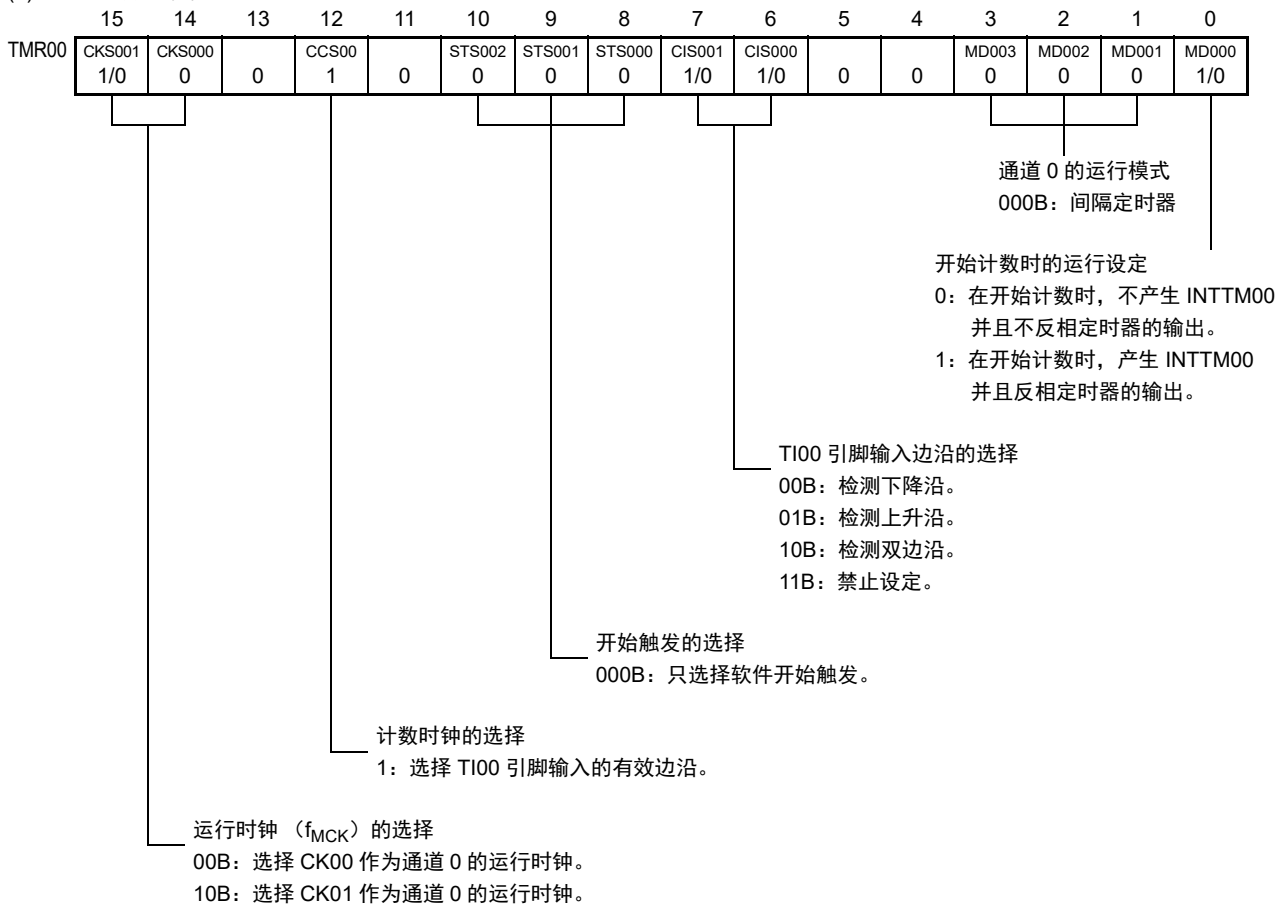 15 14 13 12 11 10 9 8 7 6 5 4 3 2 1 0
TMR00 CKS001 CKS000 CCS00 STS002 STS001 STS000 CIS001 CIS000 MD003 MD002 MD001 MD000
1/0 0 0 1 0 0 0 0 1/0 1/0 0 0 0 0 0 1/0
通道 0 的运行模式
000B：间隔定时器
开始计数时的运行设定
0：在开始计数时，不产生 INTTM00
并且不反相定时器的输出。
1：在开始计数时，产生 INTTM00
并且反相定时器的输出。
TI00 引脚输入边沿的选择
00B：检测下降沿。
01B：检测上升沿。
10B：检测双边沿。
11B：禁止设定。
开始触发的选择
000B：只选择软件开始触发。
计数时钟的选择
1：选择 TI00 引脚输入的有效边沿。
运行时钟 （fMCK）的选择
00B：选择 CK00 作为通道 0 的运行时钟。
10B：选择 CK01 作为通道 0 的运行时钟。